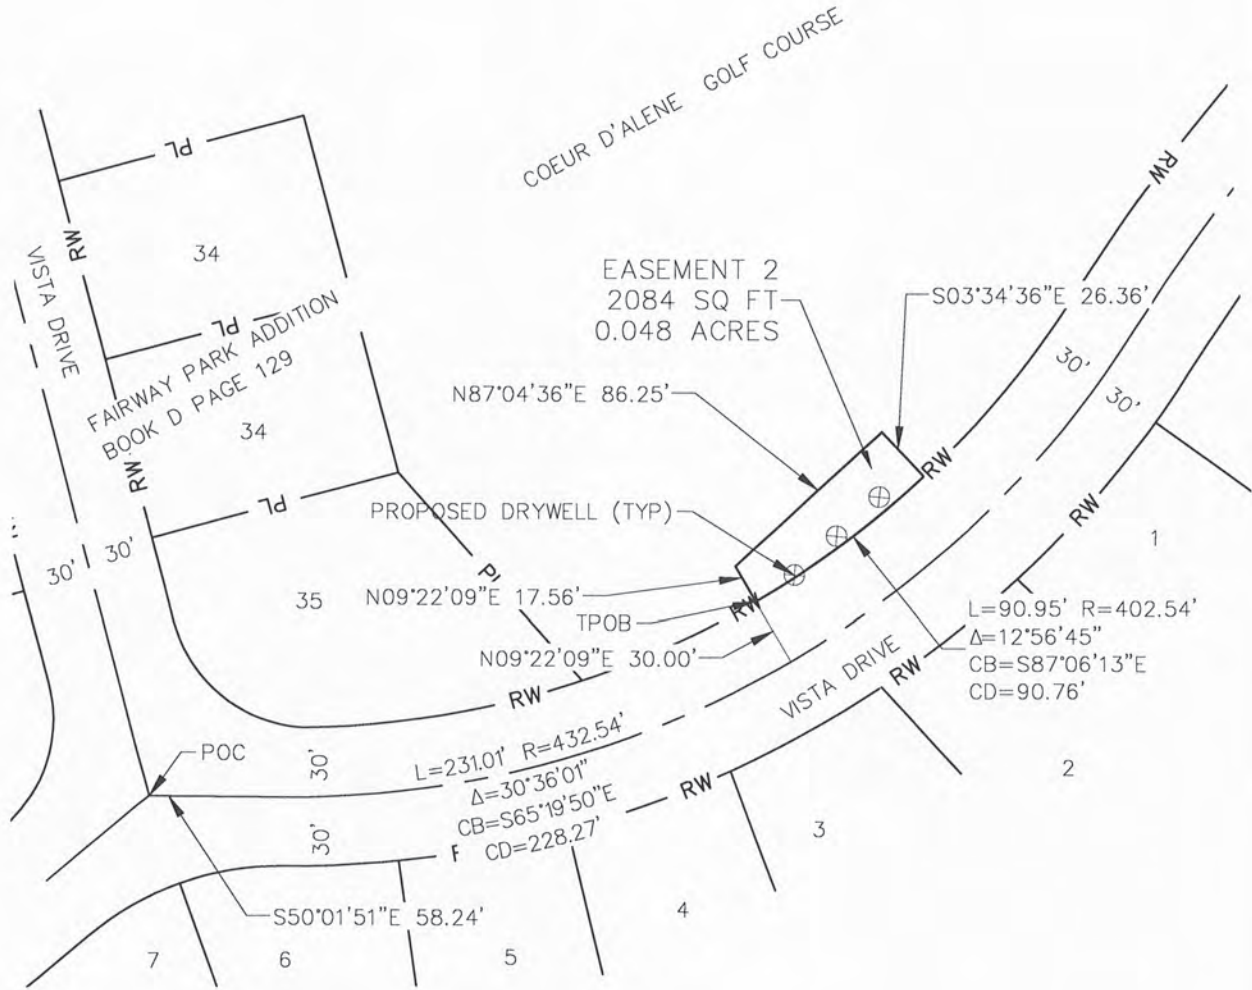 COEUR D'ALENE GOLF COURSE
PL
RW
34
VISTA DRIVE
EASEMENT 2
2084 SQ FT
0.048 ACRES
S03°34'36"E 26.36'
RW
PL
FAIRWAY PARK ADDITION
BOOK D PAGE 129
N87°04'36"E 86.25'
30'
30'
34
RW
PL
RW
PROPOSED DRYWELL (TYP)
RW
1
30'
30'
35
N09°22'09"E 17.56'
TPOB
RW
N09°22'09"E 30.00'
L=90.95' R=402.54'
Δ=12°56'45"
CB=S87°06'13"E
CD=90.76'
RW
VISTA DRIVE
RW
POC
30'
L=231.01' R=432.54'
Δ=30°36'01"
CB=S65°19'50"E
CD=228.27'
RW
2
3
30'
S50°01'51"E 58.24'
4
7
6
5